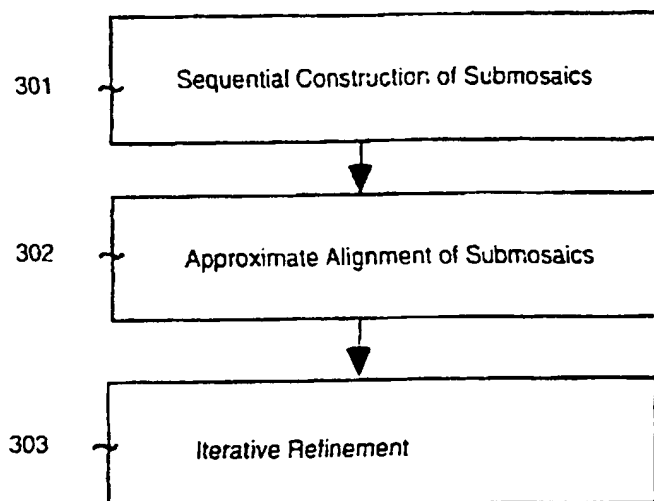 301 Sequential Construction of Submosaics
302 Approximate Alignment of Submosaics
303 Iterative Refinement